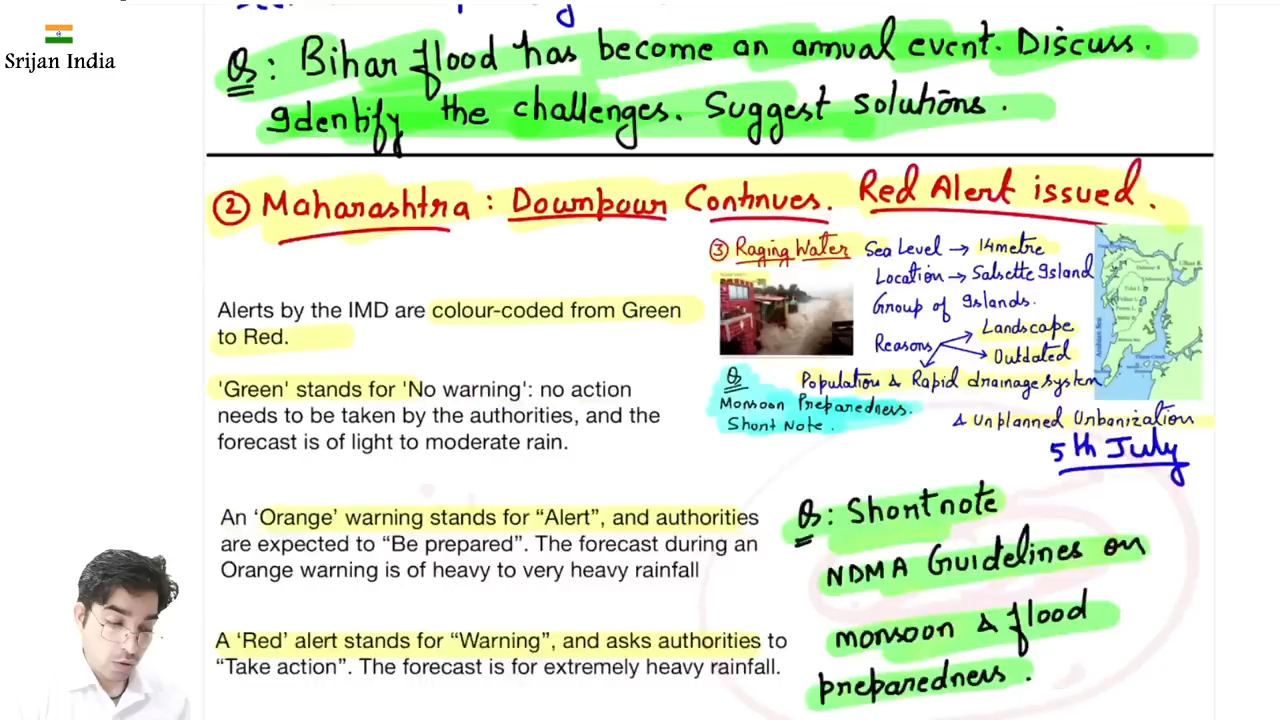 Srijan India
Qs: Bihar flood has become an annual event. Discuss.
Identify the challenges. Suggest solutions.
② Maharashtra: Downpour Continues. Red Alert issued.
③ Raging Water
Sea Level → 14metre
Location → Salsette Island
Group of Islands.
Reasons → Landscape
→ Outdated
Population & Rapid drainage system
& Unplanned Urbanization
Q
Monsoon Preparedness.
Short Note.
5th July
Alerts by the IMD are colour-coded from Green
to Red.
'Green' stands for 'No warning': no action
needs to be taken by the authorities, and the
forecast is of light to moderate rain.
An ‘Orange’ warning stands for “Alert”, and authorities
are expected to “Be prepared”. The forecast during an
Orange warning is of heavy to very heavy rainfall
A ‘Red’ alert stands for “Warning”, and asks authorities to
“Take action”. The forecast is for extremely heavy rainfall.
Qs: Short note
NDMA Guidelines on
monsoon & flood
preparedness.